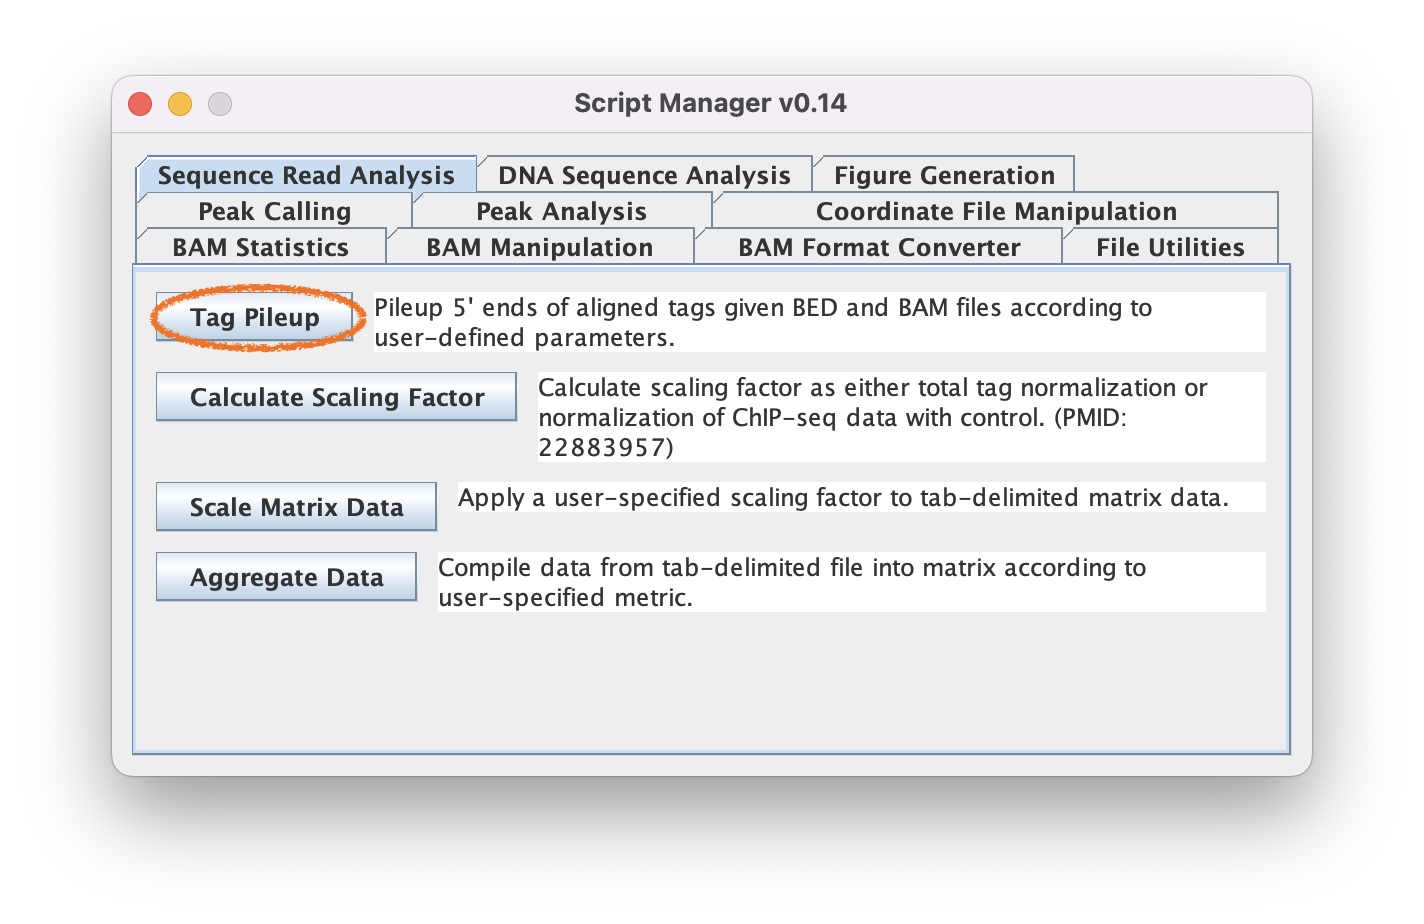 Script Manager v0.14
Sequence Read Analysis
DNA Sequence Analysis
Figure Generation
Peak Calling
Peak Analysis
Coordinate File Manipulation
BAM Statistics
BAM Manipulation
BAM Format Converter
File Utilities
Tag Pileup
Pileup 5' ends of aligned tags given BED and BAM files according to
user-defined parameters.
Calculate Scaling Factor
Calculate scaling factor as either total tag normalization or
normalization of ChIP-seq data with control. (PMID:
22883957)
Scale Matrix Data
Apply a user-specified scaling factor to tab-delimited matrix data.
Aggregate Data
Compile data from tab-delimited file into matrix according to
user-specified metric.